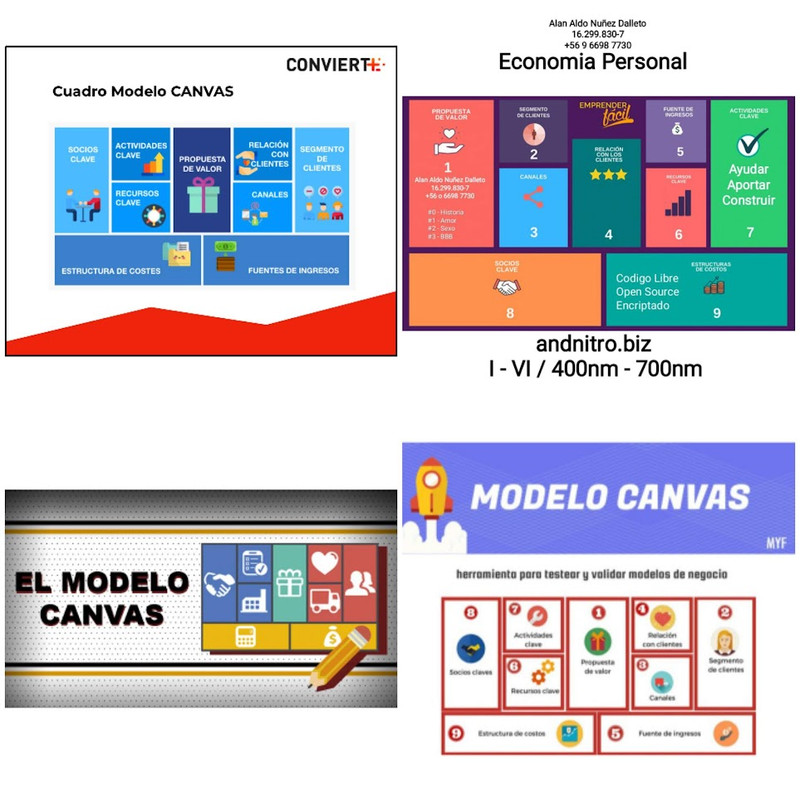 CONVIERTE
Cuadro Modelo CANVAS
SOCIOS
CLAVE
ACTIVIDADES
CLAVE
RECURSOS
CLAVE
PROPUESTA
DE VALOR
RELACIÓN
CON
CLIENTES
CANALES
SEGMENTO
DE
CLIENTES
ESTRUCTURA DE COSTES
FUENTES DE INGRESOS
Alan Aldo Nuñez Dalleto
16.299.830-7
+56 9 6698 7730
Economia Personal
PROPUESTA
DE VALOR
1
Alan Aldo Nuñez Dalleto
16.299.830-7
+56 9 6698 7730
#0 - Historia
#1 - Amor
#2 - Sexo
#3 - BBB
SEGMENTO
DE CLIENTES
2
CANALES
3
EMPRENDER
fácil
RELACIÓN
CON LOS
CLIENTES
4
FUENTE DE
INGRESOS
5
RECURSOS
CLAVE
6
ACTIVIDADES
CLAVE
Ayudar
Aportar
Construir
7
SOCIOS
CLAVE
8
ESTRUCTURAS
DE COSTOS
Codigo Libre
Open Source
Encriptado
9
andnitro.biz
I - VI / 400nm - 700nm
EL MODELO
CANVAS
MODELO CANVAS
MYF
herramienta para testear y validar modelos de negocio
8
Socios claves
7
Actividades
clave
6
Recursos clave
1
Propuesta
de valor
4
Relación
con clientes
3
Canales
2
Segmento
de clientes
9
Estructura de costos
5
Fuente de ingresos